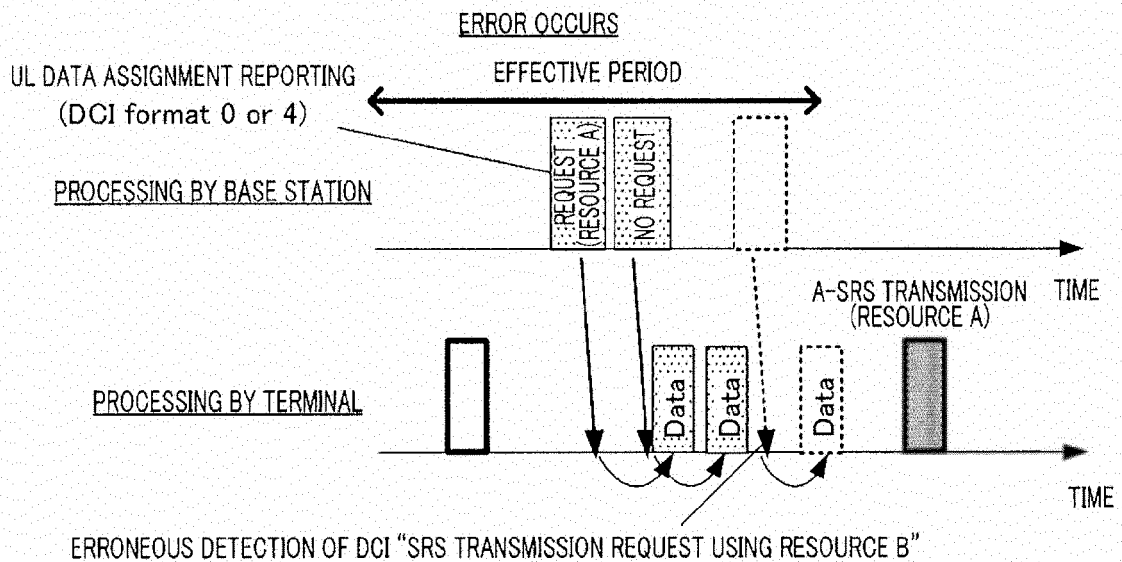 ERROR OCCURS
UL DATA ASSIGNMENT REPORTING
(DCI format 0 or 4)
EFFECTIVE PERIOD
PROCESSING BY BASE STATION
REQUEST
(RESOURCE A)
NO REQUEST
TIME
A-SRS TRANSMISSION
(RESOURCE A)
PROCESSING BY TERMINAL
Data
Data
Data
TIME
ERRONEOUS DETECTION OF DCI “SRS TRANSMISSION REQUEST USING RESOURCE B”